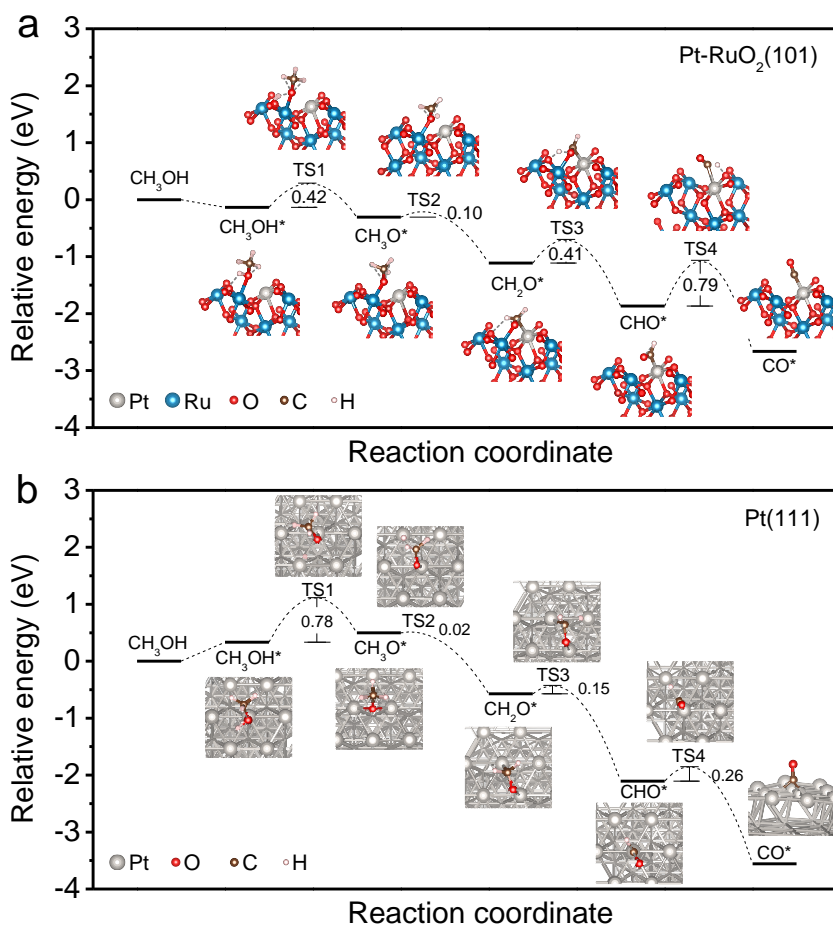 a
Pt-RuO₂(101)
Relative energy (eV)
3
2
1
0
-1
-2
-3
-4
CH₃OH
CH₃OH*
TS1
0.42
CH₃O*
TS2
0.10
CH₂O*
TS3
0.41
CHO*
TS4
0.79
CO*
Pt Ru O C H
Reaction coordinate
b
Pt(111)
Relative energy (eV)
3
2
1
0
-1
-2
-3
-4
CH₃OH
CH₃OH*
TS1
0.78
CH₃O*
TS2
0.02
CH₂O*
TS3
0.15
CHO*
TS4
0.26
CO*
Pt O C H
Reaction coordinate